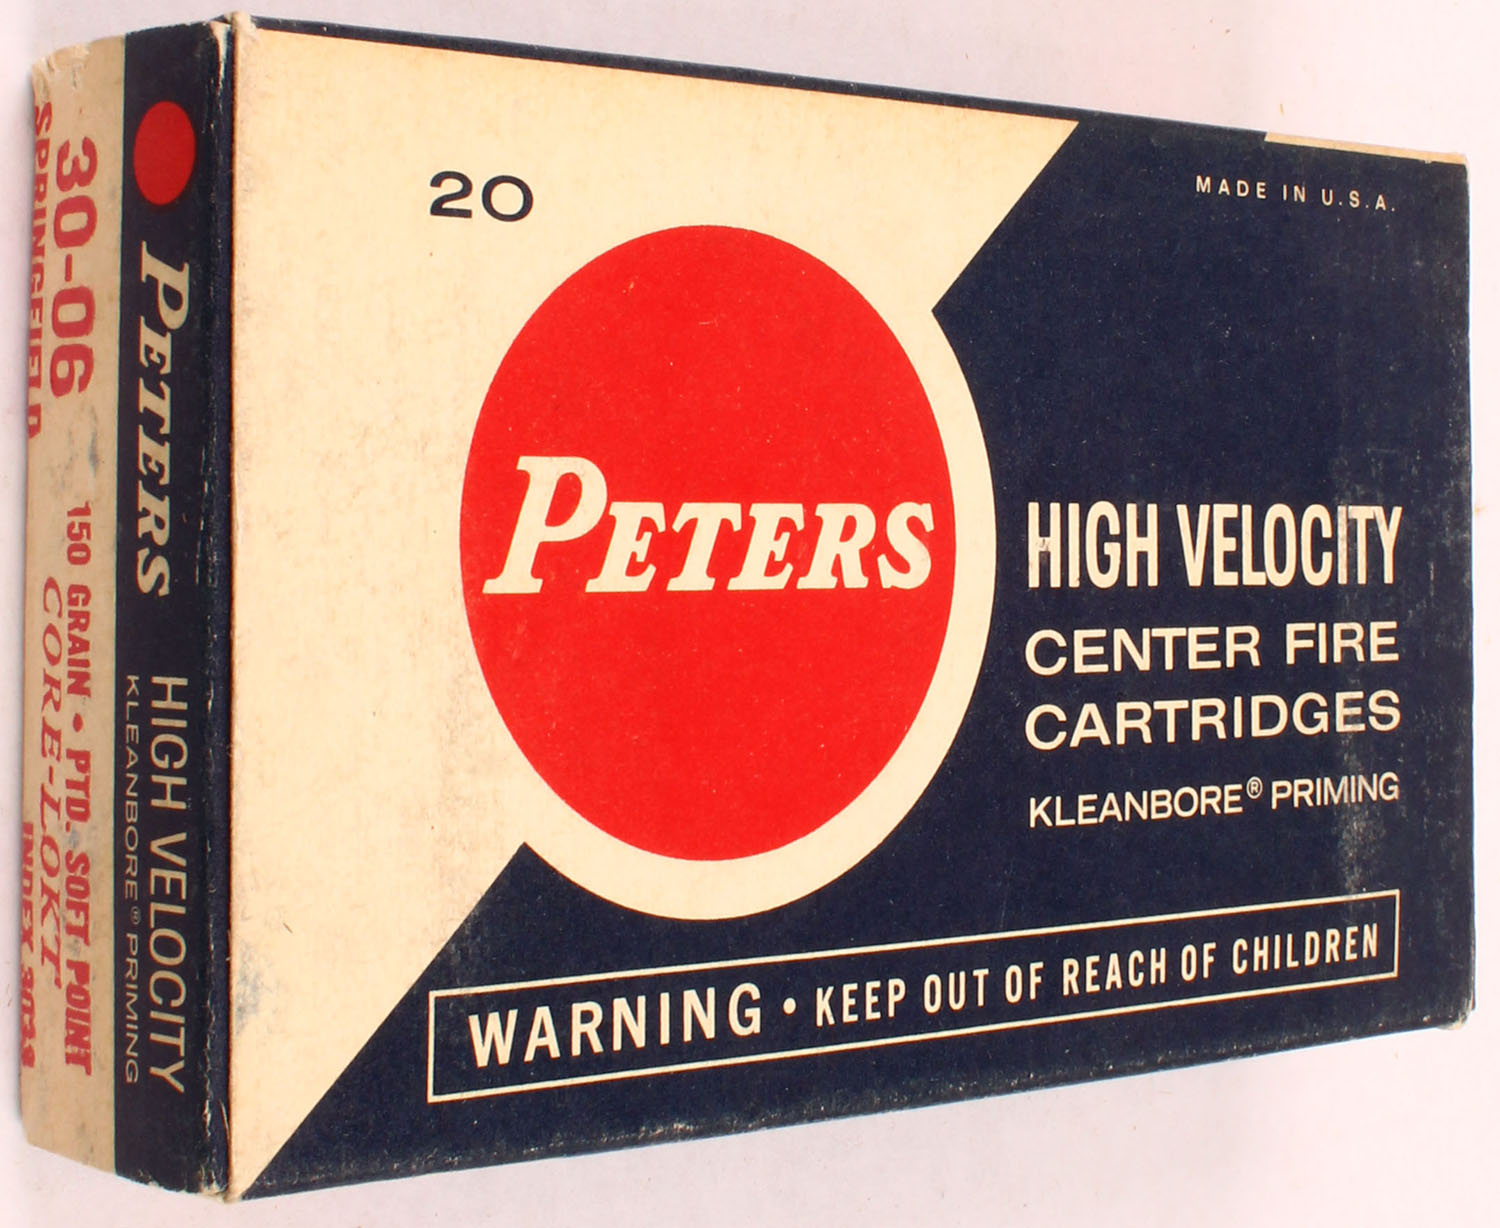 20
MADE IN U.S.A.
PETERS
HIGH VELOCITY
CENTER FIRE
CARTRIDGES
KLEANBORE® PRIMING
WARNING • KEEP OUT OF REACH OF CHILDREN
PETERS HIGH VELOCITY
KLEANBORE® PRIMING
30-06
SPRINGFIELD
150 GRAIN • PTD. SOFT POINT
CORE-LOKT
INDEX